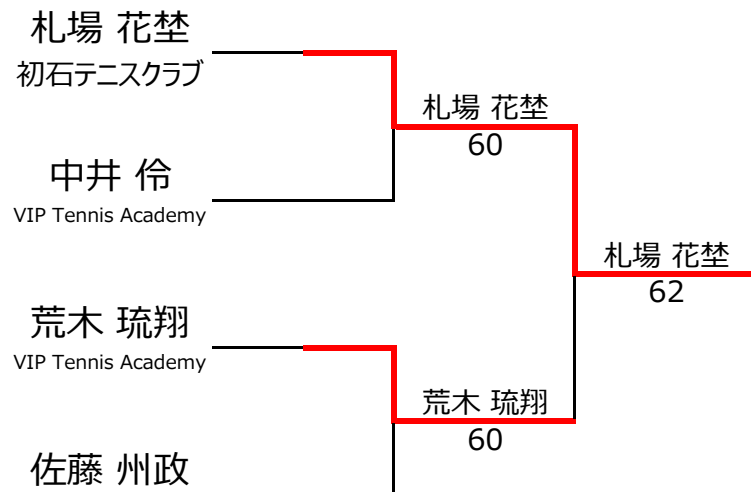 札場 花埜
初石テニスクラブ
札場 花埜
60
中井 伶
VIP Tennis Academy
札場 花埜
62
荒木 琉翔
VIP Tennis Academy
荒木 琉翔
60
佐藤 州政